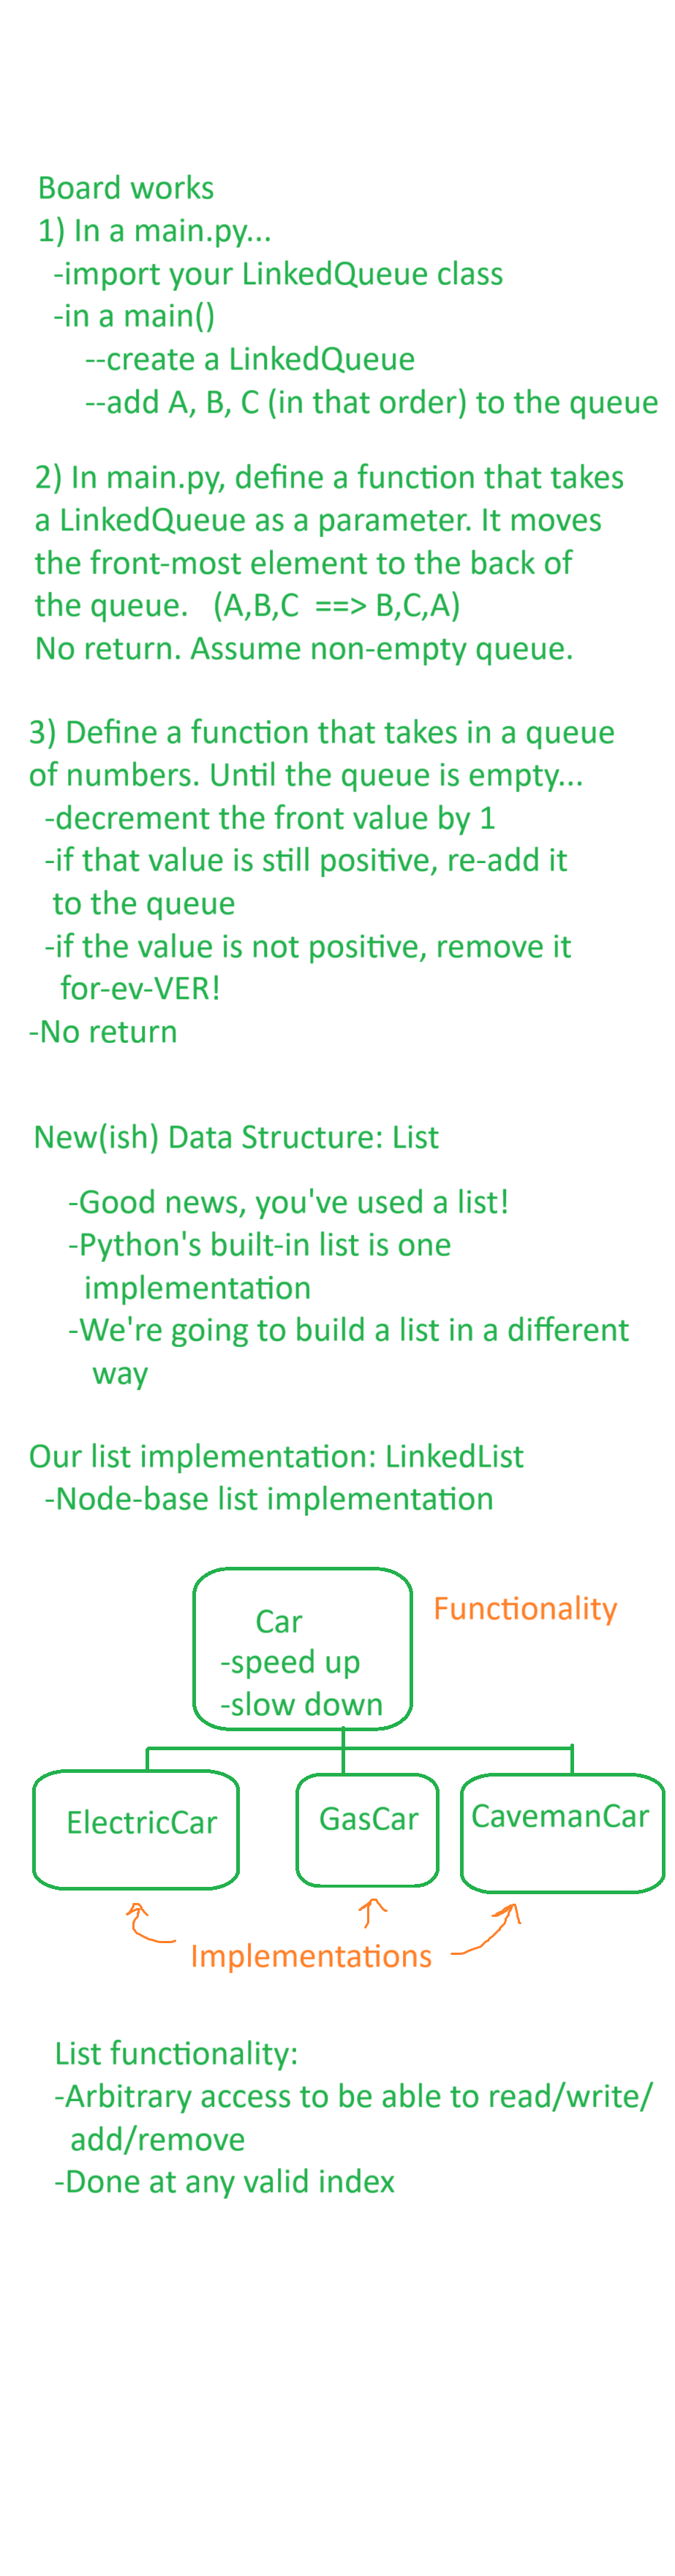 Board works
1) In a main.py...
-import your LinkedQueue class
-in a main()
--create a LinkedQueue
--add A, B, C (in that order) to the queue
2) In main.py, define a function that takes
a LinkedQueue as a parameter. It moves
the front-most element to the back of
the queue.   (A,B,C  ==> B,C,A)
No return. Assume non-empty queue.
3) Define a function that takes in a queue
of numbers. Until the queue is empty...
-decrement the front value by 1
-if that value is still positive, re-add it
to the queue
-if the value is not positive, remove it
for-ev-VER!
-No return
New(ish) Data Structure: List
-Good news, you've used a list!
-Python's built-in list is one
implementation
-We're going to build a list in a different
way
Our list implementation: LinkedList
-Node-base list implementation
Functionality
Car
-speed up
-slow down
ElectricCar
GasCar
CavemanCar
Implementations
List functionality:
-Arbitrary access to be able to read/write/
add/remove
-Done at any valid index